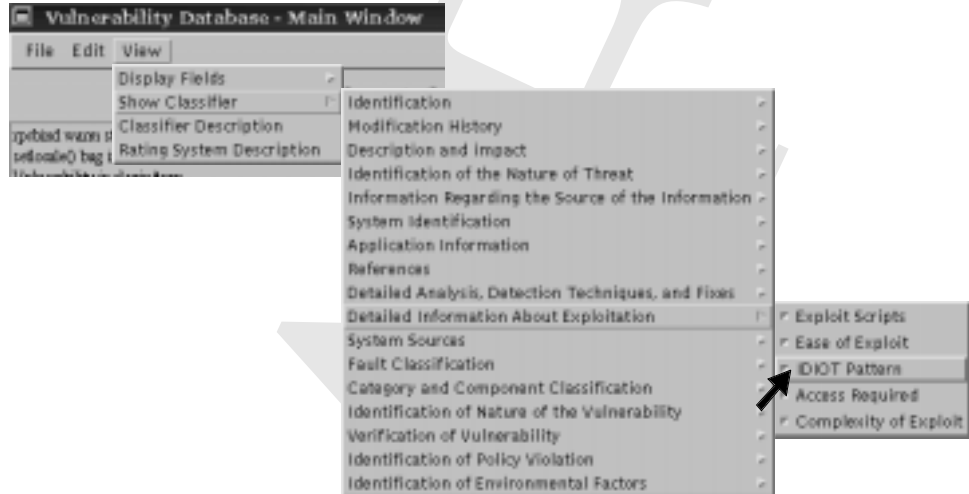 Vulnerability Database - Main Window
File Edit View
Display Fields
Show Classifier
Classifier Description
Rating System Description
setlocale() bug
Identification
Modification History
Description and Impact
Identification of the Nature of Threat
Information Regarding the Source of the Information
System Identification
Application Information
References
Detailed Analysis, Detection Techniques, and Fixes
Detailed Information About Exploitation
System Sources
Fault Classification
Category and Component Classification
Identification of Nature of the Vulnerability
Verification of Vulnerability
Identification of Policy Violation
Identification of Environmental Factors
Exploit Scripts
Ease of Exploit
IDIOT Pattern
Access Required
Complexity of Exploit